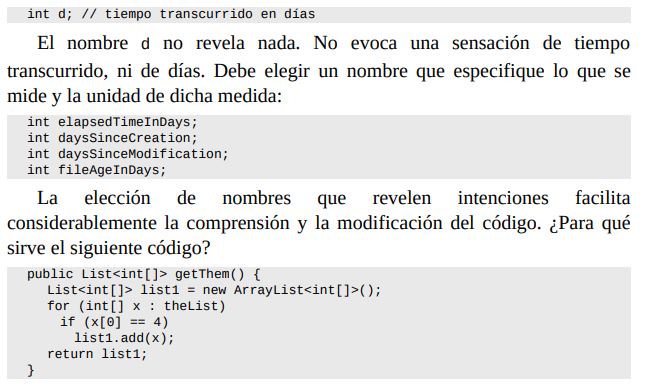 int d; // tiempo transcurrido en días
El nombre d no revela nada. No evoca una sensación de tiempo
transcurrido, ni de días. Debe elegir un nombre que especifique lo que se
mide y la unidad de dicha medida:
int elapsedTimeInDays;
int daysSinceCreation;
int daysSinceModification;
int fileAgeInDays;
La elección de nombres que revelen intenciones facilita
considerablemente la comprensión y la modificación del código. ¿Para qué
sirve el siguiente código?
public List<int[]> getThem() {
List<int[]> list1 = new ArrayList<int[]>();
for (int[] x : theList)
if (x[0] == 4)
list1.add(x);
return list1;
}